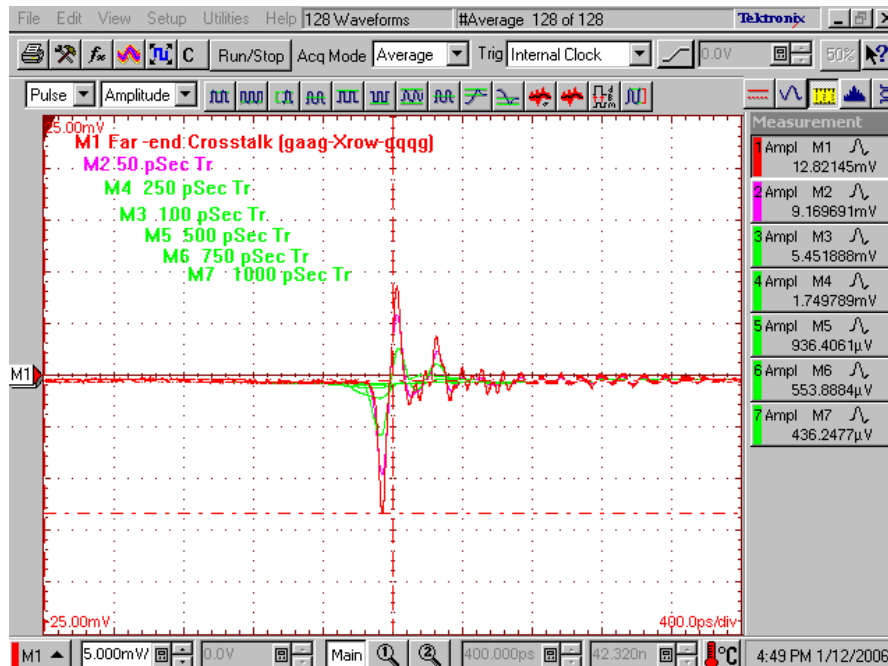 File Edit View Setup Utilities Help 128 Waveforms #Average 128 of 128 Tektronix
fx C Run/Stop Acq Mode Average Trig Internal Clock 0.0V 50%
Pulse Amplitude
25.00mV
M1 Far -end Crosstalk (gaag-Xrow-gqqg)
M2 50 pSec Tr
M4 250 pSec Tr
M3 .100 pSec Tr
M5 500 pSec Tr
M6 750 pSec Tr
M7 1000 pSec Tr
M1
-25.00mV
400.0ps/div
Measurement
1 Ampl M1
12.82145mV
2 Ampl M2
9.169691mV
3 Ampl M3
5.451888mV
4 Ampl M4
1.749789mV
5 Ampl M5
936.4061µV
6 Ampl M6
553.8864µV
7 Ampl M7
436.2477µV
M1 5.000mV/ 0.0V Main 1 2 400.000ps 42.320n °C 4:49 PM 1/12/2006